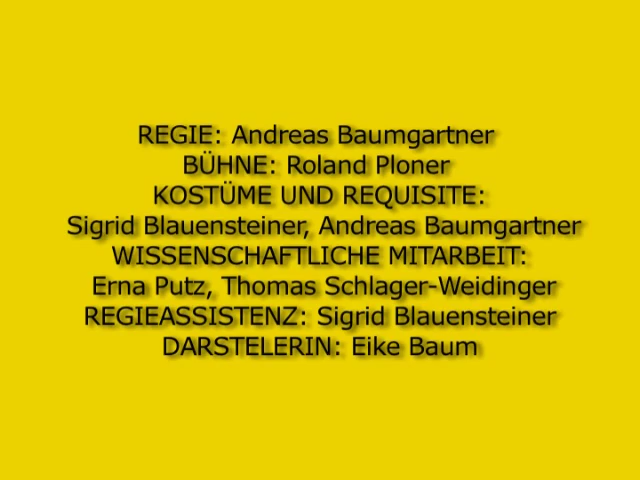 REGIE: Andreas Baumgartner
BÜHNE: Roland Ploner
KOSTÜME UND REQUISITE:
Sigrid Blauensteiner, Andreas Baumgartner
WISSENSCHAFTLICHE MITARBEIT:
Erna Putz, Thomas Schlager-Weidinger
REGIEASSISTENZ: Sigrid Blauensteiner
DARSTELERIN: Eike Baum